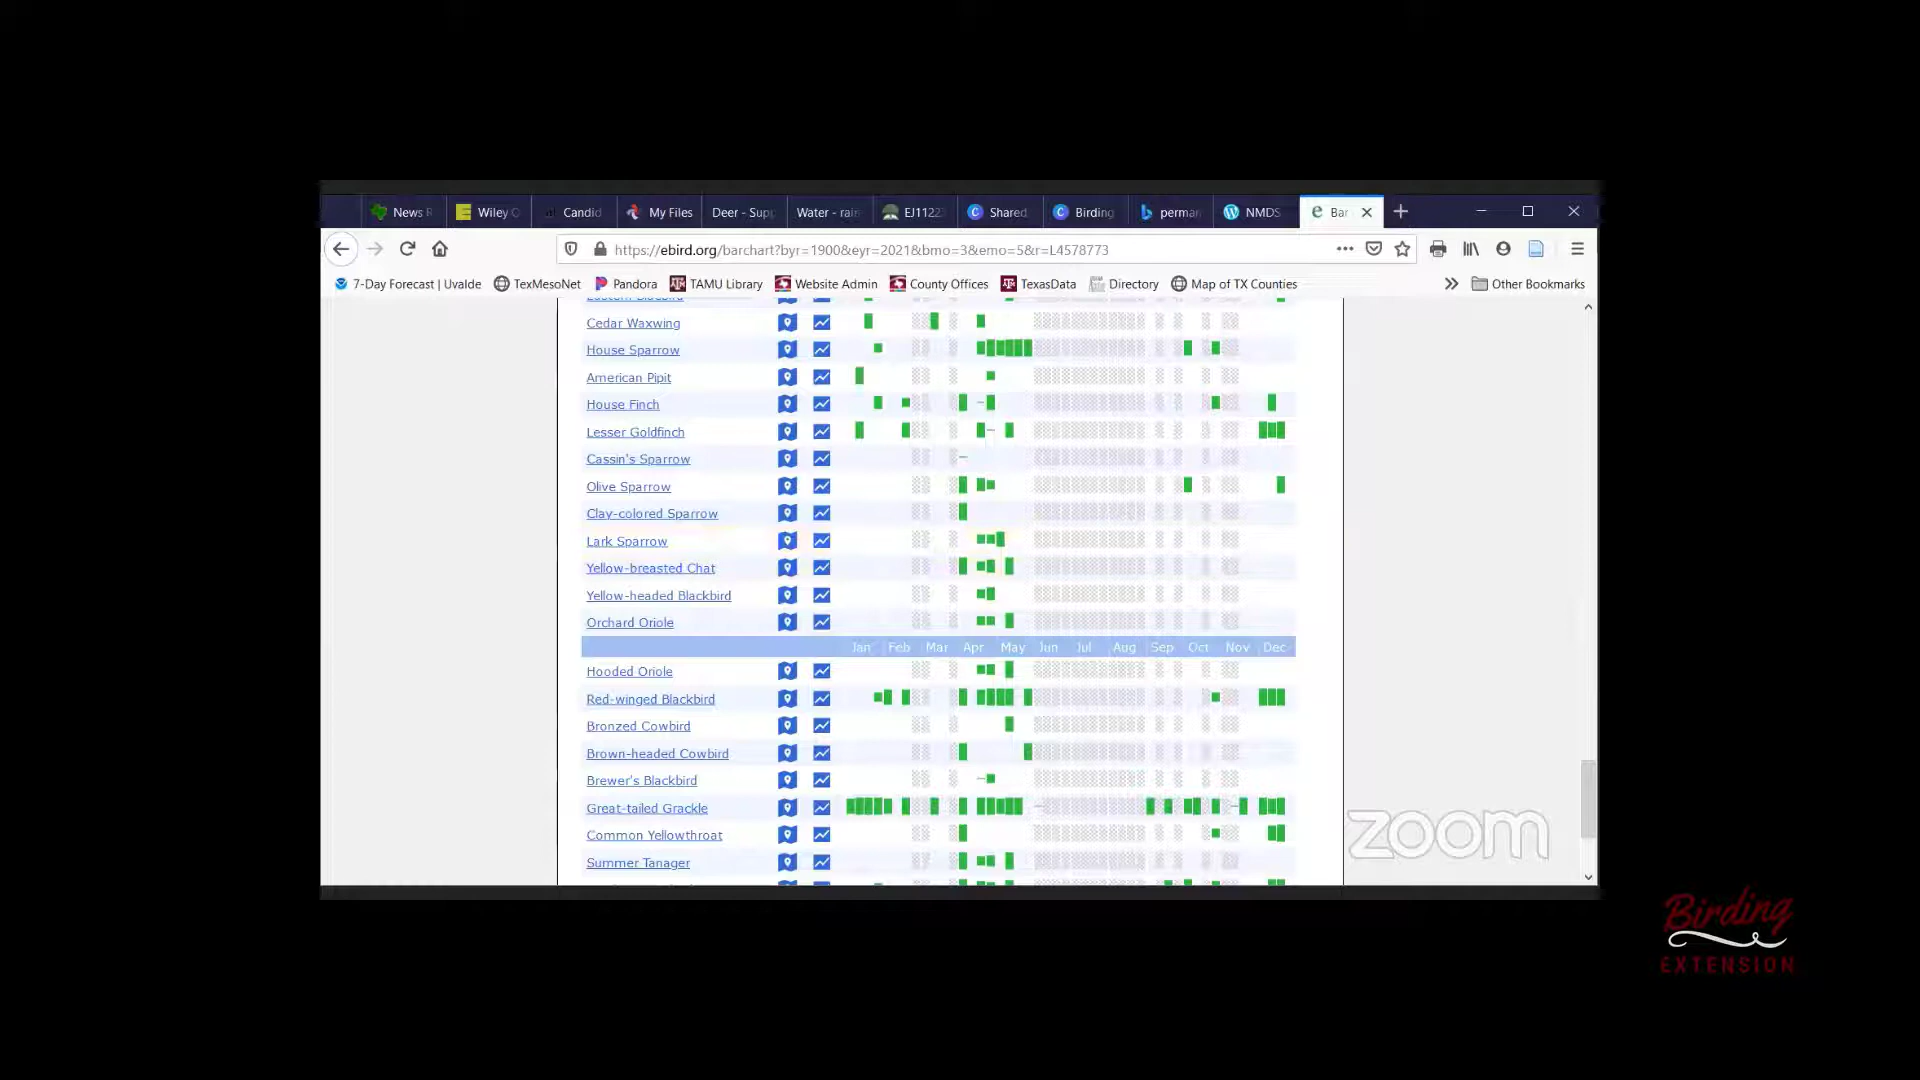 News R Wiley O Candid My Files Deer - Supp Water - rain EJ1122 Shared Birding perman NMDS Bar
https://ebird.org/barchart?byr=1900&eyr=2021&bmo=3&emo=5&r=L4578773
7-Day Forecast | Uvalde TexMesoNet Pandora TAMU Library Website Admin County Offices TexasData Directory Map of TX Counties Other Bookmarks
Cedar Waxwing
House Sparrow
American Pipit
House Finch
Lesser Goldfinch
Cassin's Sparrow
Olive Sparrow
Clay-colored Sparrow
Lark Sparrow
Yellow-breasted Chat
Yellow-headed Blackbird
Orchard Oriole
Jan Feb Mar Apr May Jun Jul Aug Sep Oct Nov Dec
Hooded Oriole
Red-winged Blackbird
Bronzed Cowbird
Brown-headed Cowbird
Brewer's Blackbird
Great-tailed Grackle
Common Yellowthroat
Summer Tanager
zoom
Birding
EXTENSION